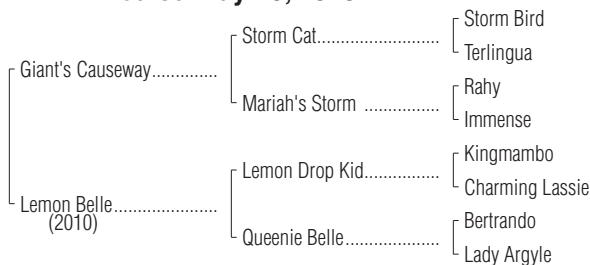 Storm Bird
Storm Cat..............................
Terlingua
Giant's Causeway.............
Rahy
Mariah's Storm ..................
Immense
Kingmambo
Lemon Drop Kid..................
Charming Lassie
Lemon Belle.....................
(2010)
Bertrando
Queenie Belle.......................
Lady Argyle